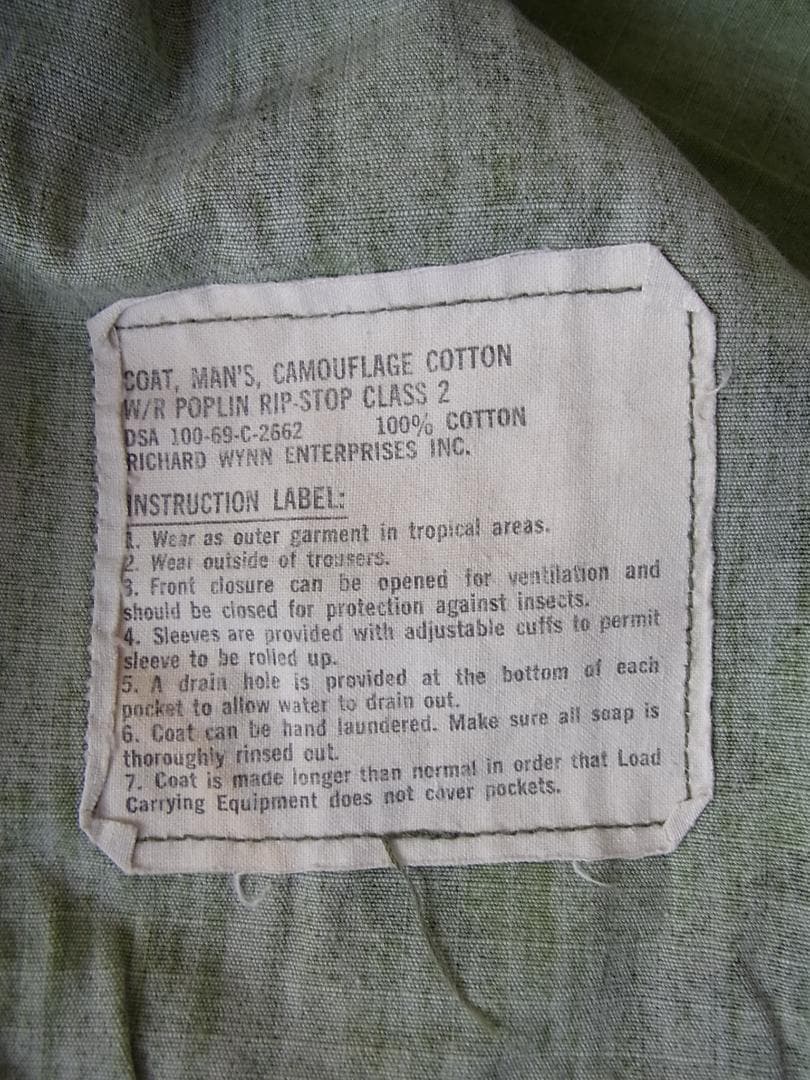 COAT, MAN'S, CAMOUFLAGE COTTON
W/R POPLIN RIP-STOP CLASS 2
DSA 100-69-C-2662 100% COTTON
RICHARD WYNN ENTERPRISES INC.
INSTRUCTION LABEL:
1. Wear as outer garment in tropical areas.
2. Wear outside of trousers.
3. Front closure can be opened for ventilation and
should be closed for protection against insects.
4. Sleeves are provided with adjustable cuffs to permit
sleeve to be rolled up.
5. A drain hole is provided at the bottom of each
pocket to allow water to drain out.
6. Coat can be hand laundered. Make sure all soap is
thoroughly rinsed out.
7. Coat is made longer than normal in order that Load
Carrying Equipment does not cover pockets.